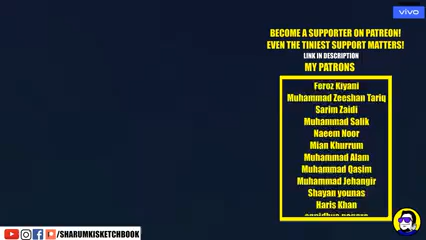 vivo
BECOME A SUPPORTER ON PATREON!
EVEN THE TINIEST SUPPORT MATTERS!
LINK IN DESCRIPTION
MY PATRONS
Feroz Kiyani
Muhammad Zeeshan Tariq
Sarim Zaidi
Muhammad Salik
Naeem Noor
Mian Khurrum
Muhammad Alam
Muhammad Qasim
Muhammad Jehangir
Shayan younas
Haris Khan
/SHARUMKISKETCHBOOK